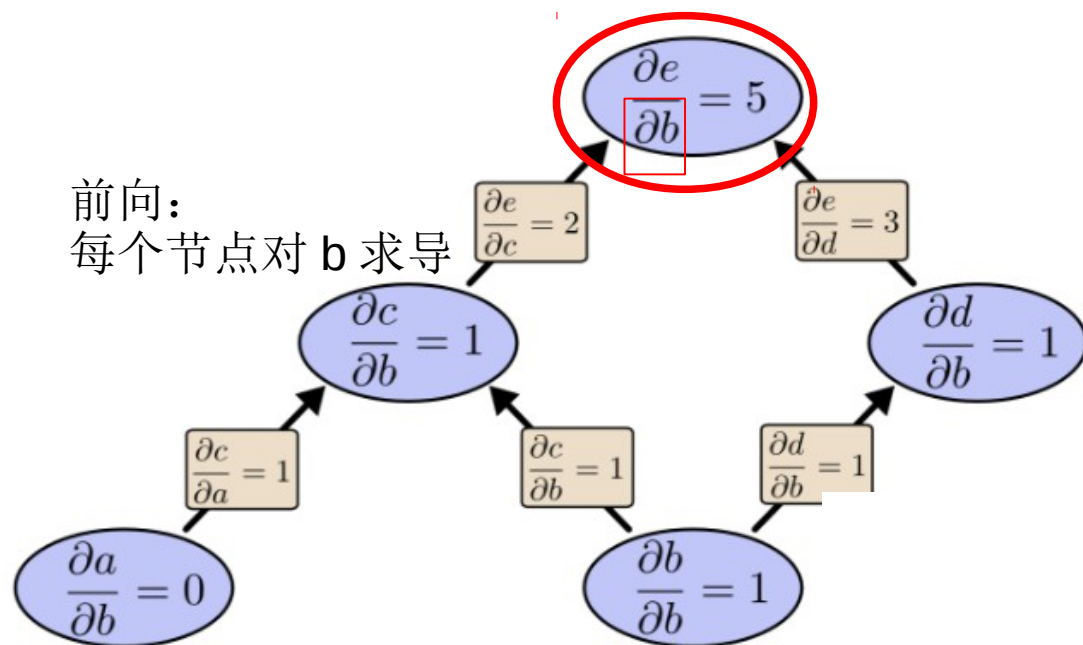 ∂e/∂b = 5
前向：
每个节点对 b 求导
∂e/∂c = 2
∂e/∂d = 3
∂c/∂b = 1
∂d/∂b = 1
∂c/∂a = 1
∂c/∂b = 1
∂d/∂b = 1
∂a/∂b = 0
∂b/∂b = 1